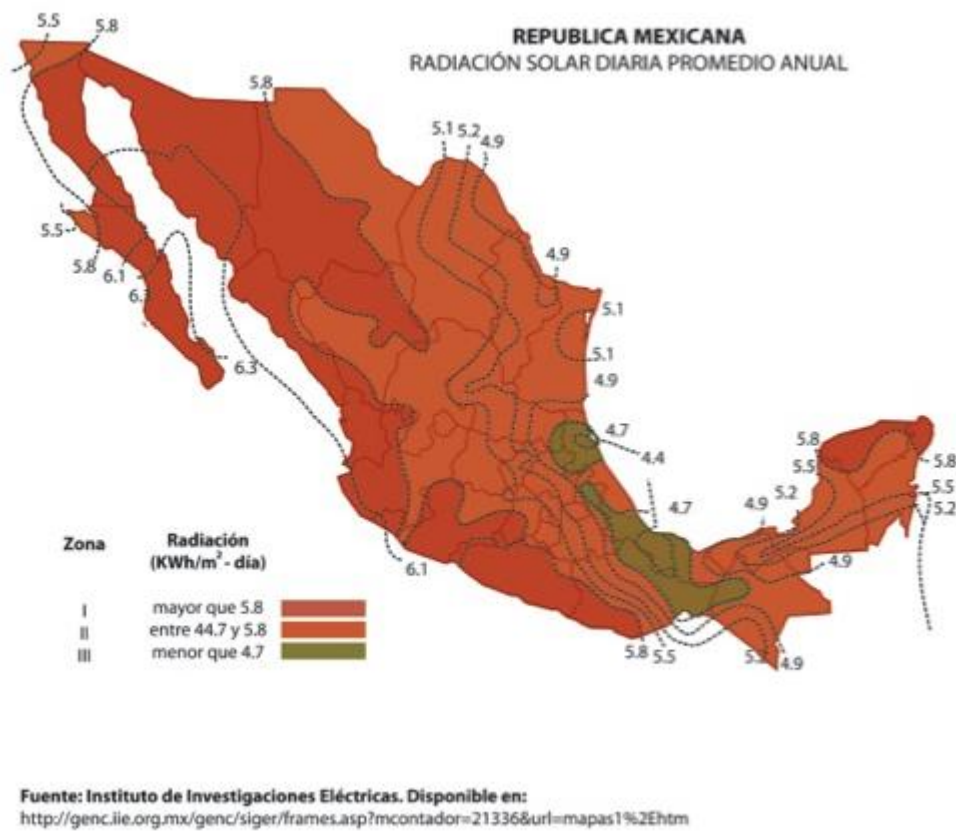 REPUBLICA MEXICANA
RADIACIÓN SOLAR DIARIA PROMEDIO ANUAL
5.5
5.8
5.8
5.1
5.2
4.9
5.5
5.8
6.1
6.3
4.9
5.1
5.1
4.9
4.7
4.4
4.7
4.9
5.2
5.8
5.5
5.8
5.5
5.2
4.9
6.1
5.8
5.5
4.9
Zona
Radiación
(KWh/m² - día)
I mayor que 5.8
II entre 44.7 y 5.8
III menor que 4.7
Fuente: Instituto de Investigaciones Eléctricas. Disponible en:
http://genc.iie.org.mx/genc/siger/frames.asp?mcontador=21336&url=mapas1%2Ehtm